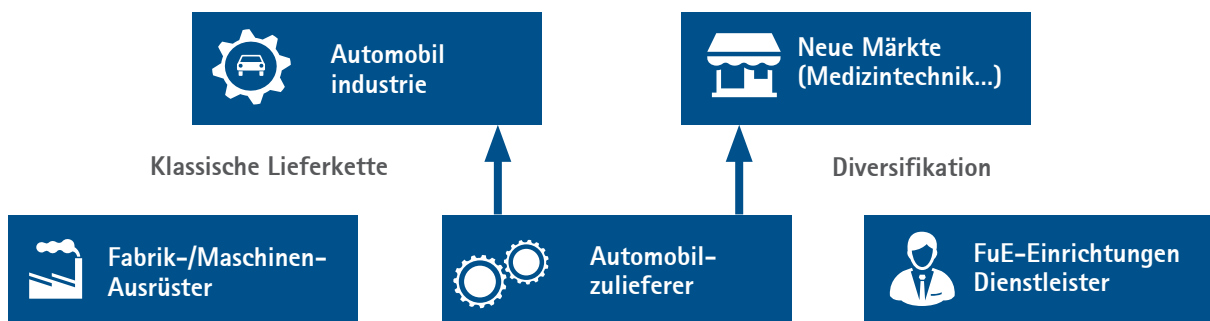 Automobil
industrie
Neue Märkte
(Medizintechnik...)
Klassische Lieferkette
Diversifikation
Fabrik-/Maschinen-
Ausrüster
Automobil-
zulieferer
FuE-Einrichtungen
Dienstleister